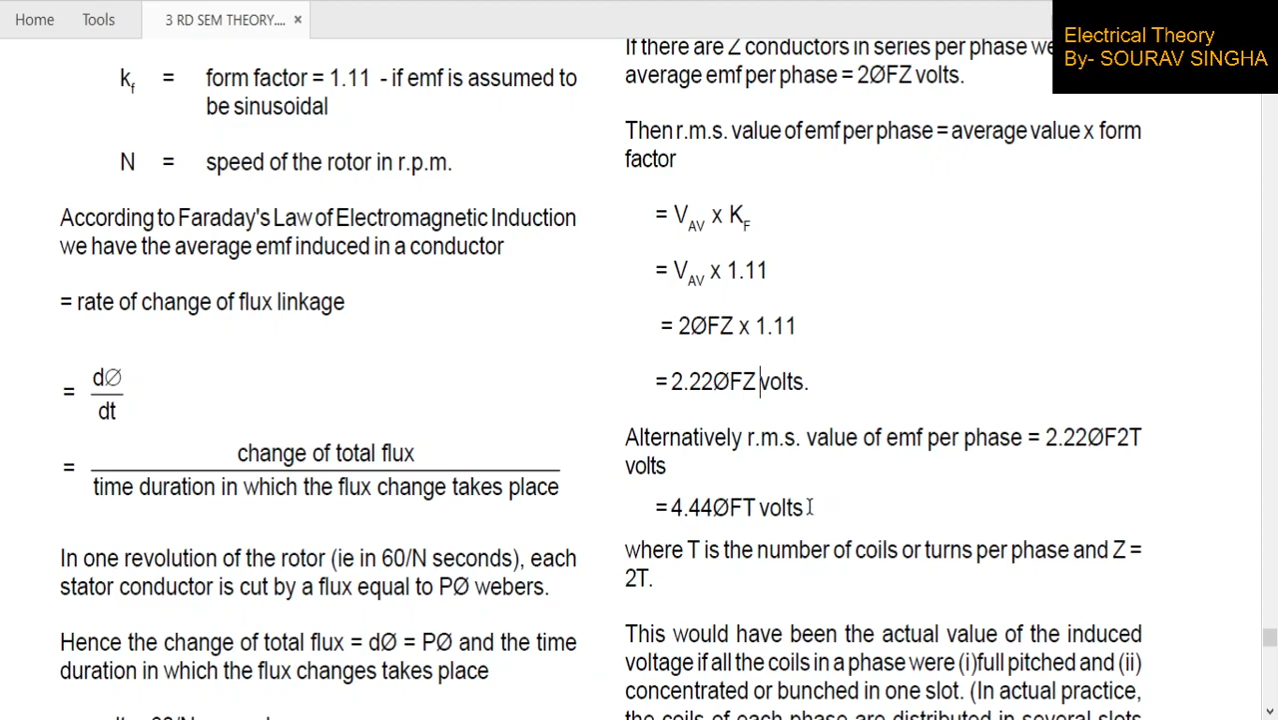 Home
Tools
3 RD SEM THEORY....
×
Electrical Theory
By- SOURAV SINGHA
kf = form factor = 1.11 - if emf is assumed to
be sinusoidal
N = speed of the rotor in r.p.m.
According to Faraday's Law of Electromagnetic Induction
we have the average emf induced in a conductor
= rate of change of flux linkage
= dØ
dt
= change of total flux
time duration in which the flux change takes place
In one revolution of the rotor (ie in 60/N seconds), each
stator conductor is cut by a flux equal to PØ webers.
Hence the change of total flux = dØ = PØ and the time
duration in which the flux changes takes place
If there are Z conductors in series per phase we
average emf per phase = 2ØFZ volts.
Then r.m.s. value of emf per phase = average value x form
factor
= VAV x KF
= VAV x 1.11
= 2ØFZ x 1.11
= 2.22ØFZ volts.
Alternatively r.m.s. value of emf per phase = 2.22ØF2T
volts
= 4.44ØFT volts
where T is the number of coils or turns per phase and Z =
2T.
This would have been the actual value of the induced
voltage if all the coils in a phase were (i)full pitched and (ii)
concentrated or bunched in one slot. (In actual practice,
the coils of each phase are distributed in several slots